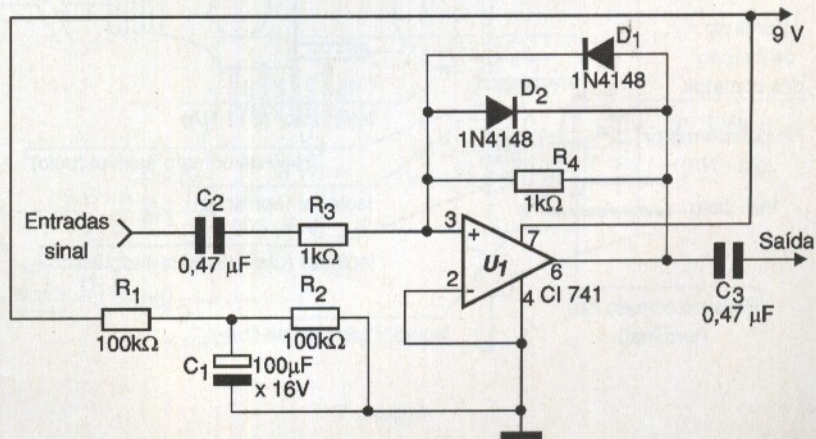 9 V
D1
1N4148
D2
1N4148
R4
1kΩ
Entradas
sinal
C2
0,47 µF
R3
1kΩ
3
+
7
U1
6
2
-
4
CI 741
Saída
C3
0,47 µF
R1
100kΩ
R2
100kΩ
C1
100µF
x 16V